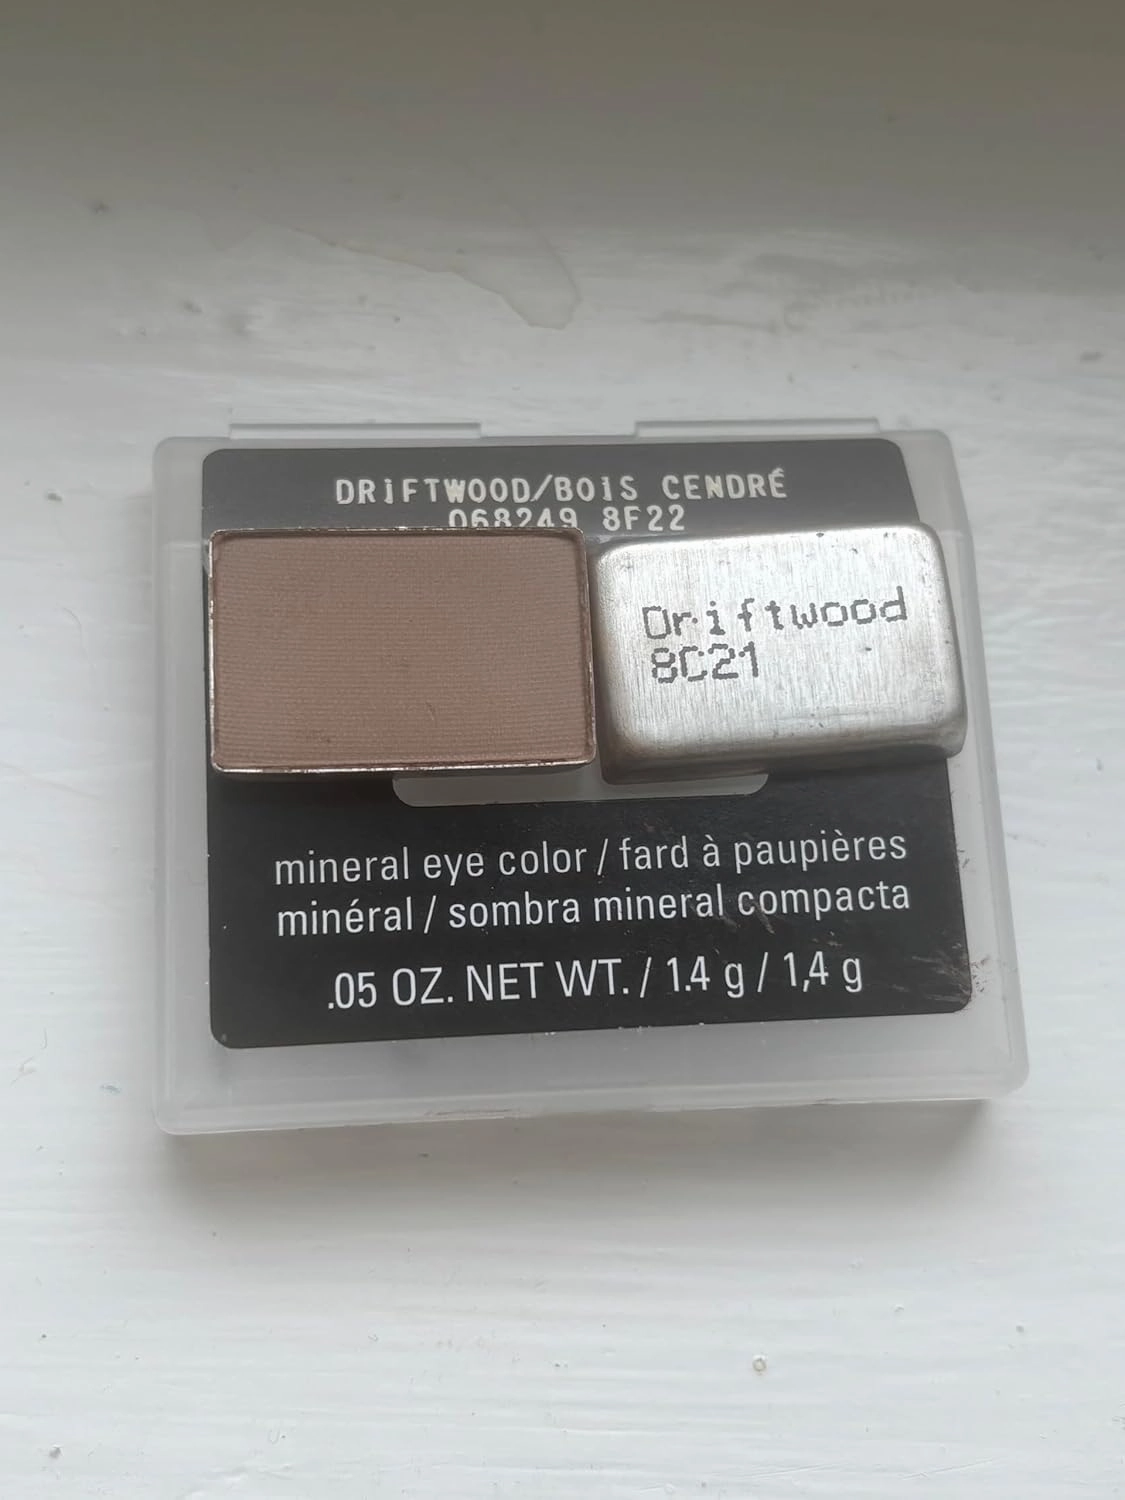 DRiFTWOOD/BOiS CENDRÉ
068249 8F22
Driftwood
8C21
mineral eye color / fard à paupières
minéral / sombra mineral compacta
.05 OZ. NET WT. / 1.4 g / 1,4 g